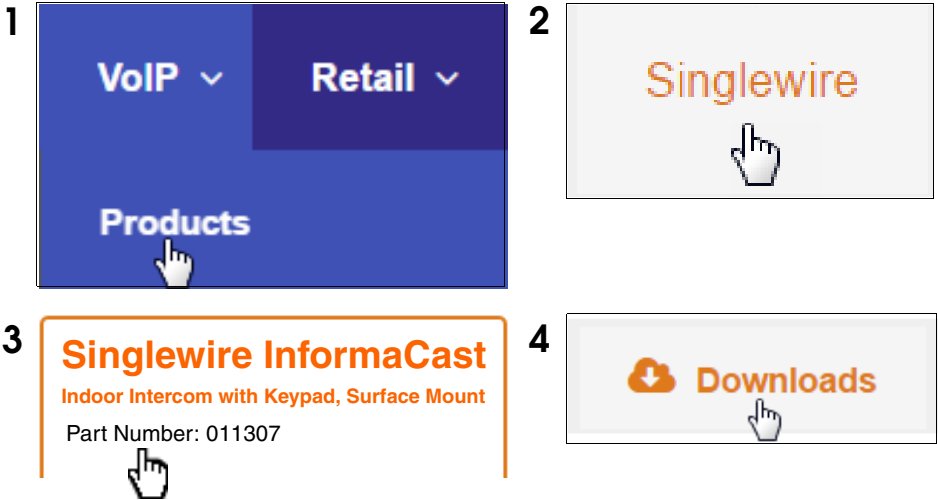 1
VoIP Retail
Products
2
Singlewire
3
Singlewire InformaCast
Indoor Intercom with Keypad, Surface Mount
Part Number: 011307
4
Downloads